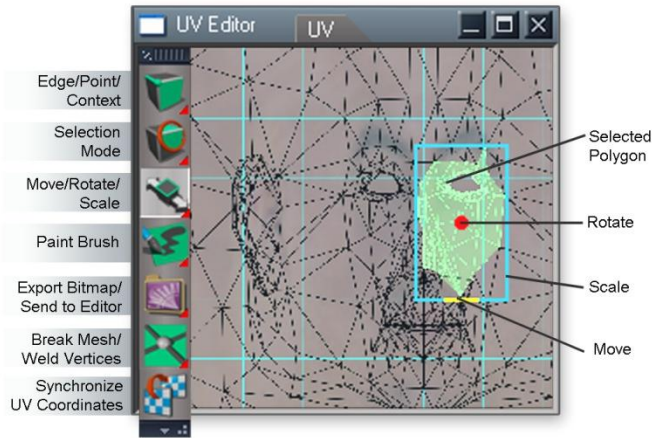 UV Editor
UV
Edge/Point/
Context
Selection
Mode
Move/Rotate/
Scale
Paint Brush
Export Bitmap/
Send to Editor
Break Mesh/
Weld Vertices
Synchronize
UV Coordinates
Selected
Polygon
Rotate
Scale
Move